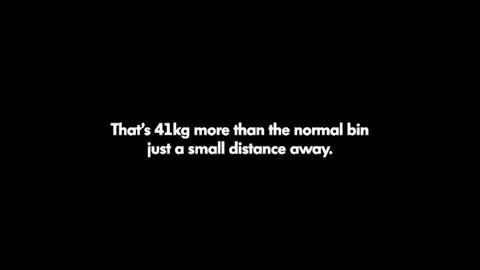 That's 41kg more than the normal bin
just a small distance away.